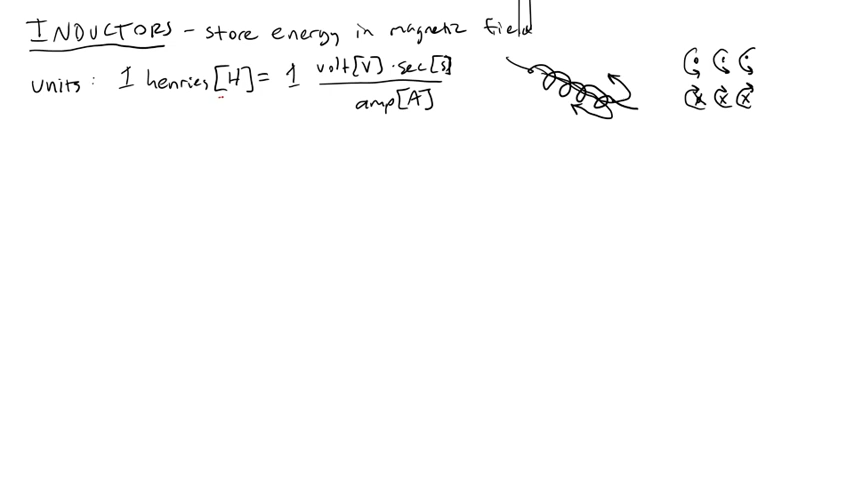 INDUCTORS - store energy in magnetic field
units: 1 henries [H] = 1 volt[V]·sec[s]
amp[A]